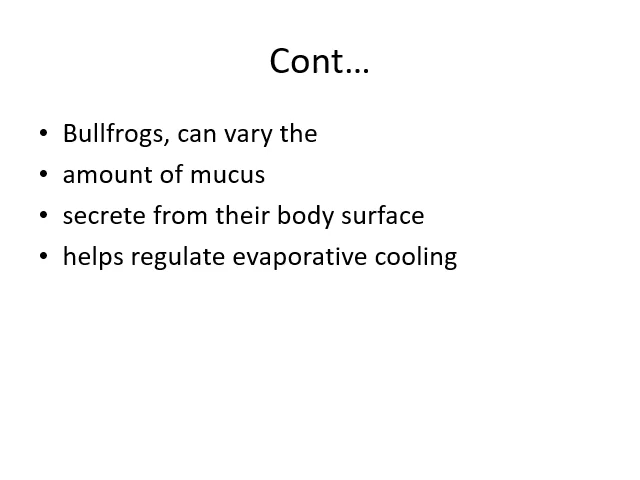 Cont…
• Bullfrogs, can vary the
• amount of mucus
• secrete from their body surface
• helps regulate evaporative cooling